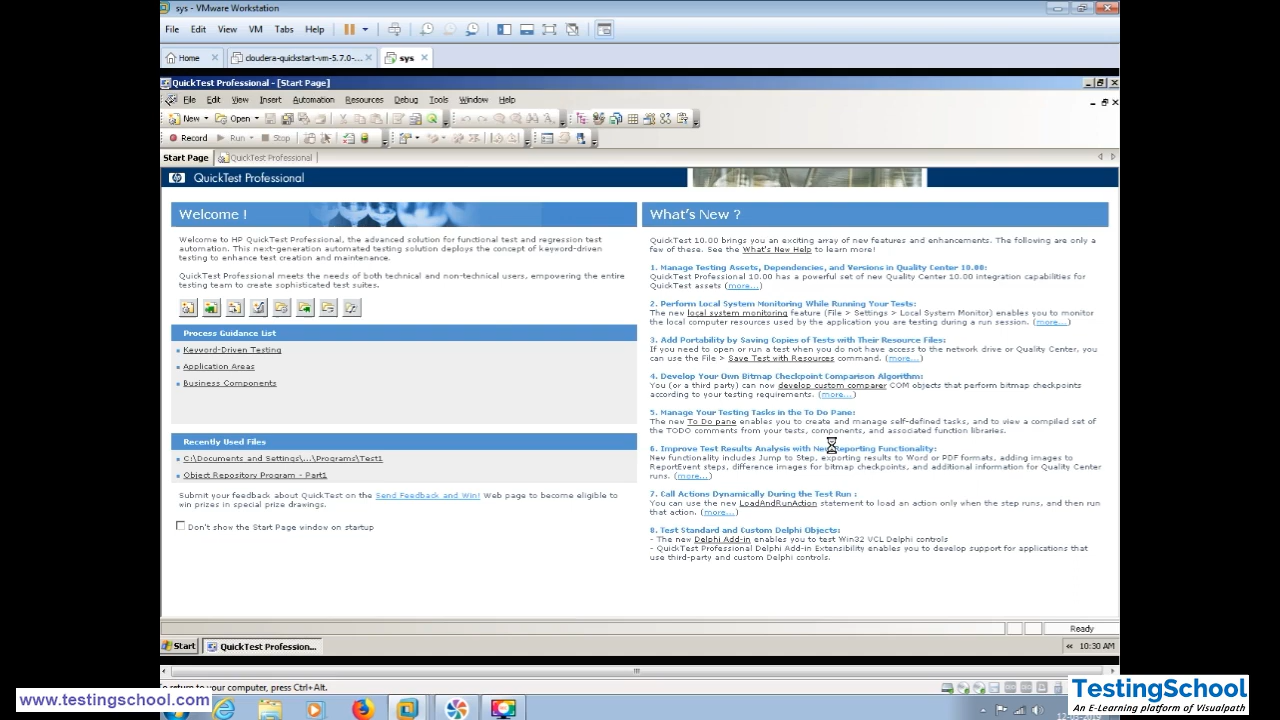 sys - VMware Workstation
File Edit View VM Tabs Help
Home cloudera-quickstart-vm-5.7.0-... sys
QuickTest Professional - [Start Page]
File Edit View Insert Automation Resources Debug Tools Window Help
New Open
Record Run Stop
Start Page QuickTest Professional
QuickTest Professional
Welcome !
Welcome to HP QuickTest Professional, the advanced solution for functional test and regression test
automation. This next-generation automated testing solution deploys the concept of keyword-driven
testing to enhance test creation and maintenance.
QuickTest Professional meets the needs of both technical and non-technical users, empowering the entire
testing team to create sophisticated test suites.
Process Guidance List
Keyword-Driven Testing
Application Areas
Business Components
Recently Used Files
C:\Documents and Settings\...\Programs\Test1
Object Repository Program - Part1
Submit your feedback about QuickTest on the Send Feedback and Win! Web page to become eligible to
win prizes in special prize drawings.
Don't show the Start Page window on startup
What's New ?
QuickTest 10.00 brings you an exciting array of new features and enhancements. The following are only a
few of these. See the What's New Help to learn more!
1. Manage Testing Assets, Dependencies, and Versions in Quality Center 10.00:
QuickTest Professional 10.00 has a powerful set of new Quality Center 10.00 integration capabilities for
QuickTest assets (more...)
2. Perform Local System Monitoring While Running Your Tests:
The new local system monitoring feature (File > Settings > Local System Monitor) enables you to monitor
the local computer resources used by the application you are testing during a run session. (more...)
3. Add Portability by Saving Copies of Tests with Their Resource Files:
If you need to open or run a test when you do not have access to the network drive or Quality Center, you
can use the File > Save Test with Resources command. (more...)
4. Develop Your Own Bitmap Checkpoint Comparison Algorithm:
You (or a third party) can now develop custom comparer COM objects that perform bitmap checkpoints
according to your testing requirements. (more...)
5. Manage Your Testing Tasks in the To Do Pane:
The new To Do pane enables you to create and manage self-defined tasks, and to view a compiled set of
the TODO comments from your tests, components, and associated function libraries.
6. Improve Test Results Analysis with New Reporting Functionality:
New functionality includes Jump to Step, exporting results to Word or PDF formats, adding images to
ReportEvent steps, difference images for bitmap checkpoints, and additional information for Quality Center
runs. (more...)
7. Call Actions Dynamically During the Test Run :
You can use the new LoadAndRunAction statement to load an action only when the step runs, and then run
that action. (more...)
8. Test Standard and Custom Delphi Objects:
- The new Delphi Add-in enables you to test Win32 VCL Delphi controls
- QuickTest Professional Delphi Add-in Extensibility enables you to develop support for applications that
use third-party and custom Delphi controls.
Ready
Start QuickTest Profession... 10:30 AM
To return to your computer, press Ctrl+Alt.
www.testingschool.com
TestingSchool
An E-Learning platform of Visualpath